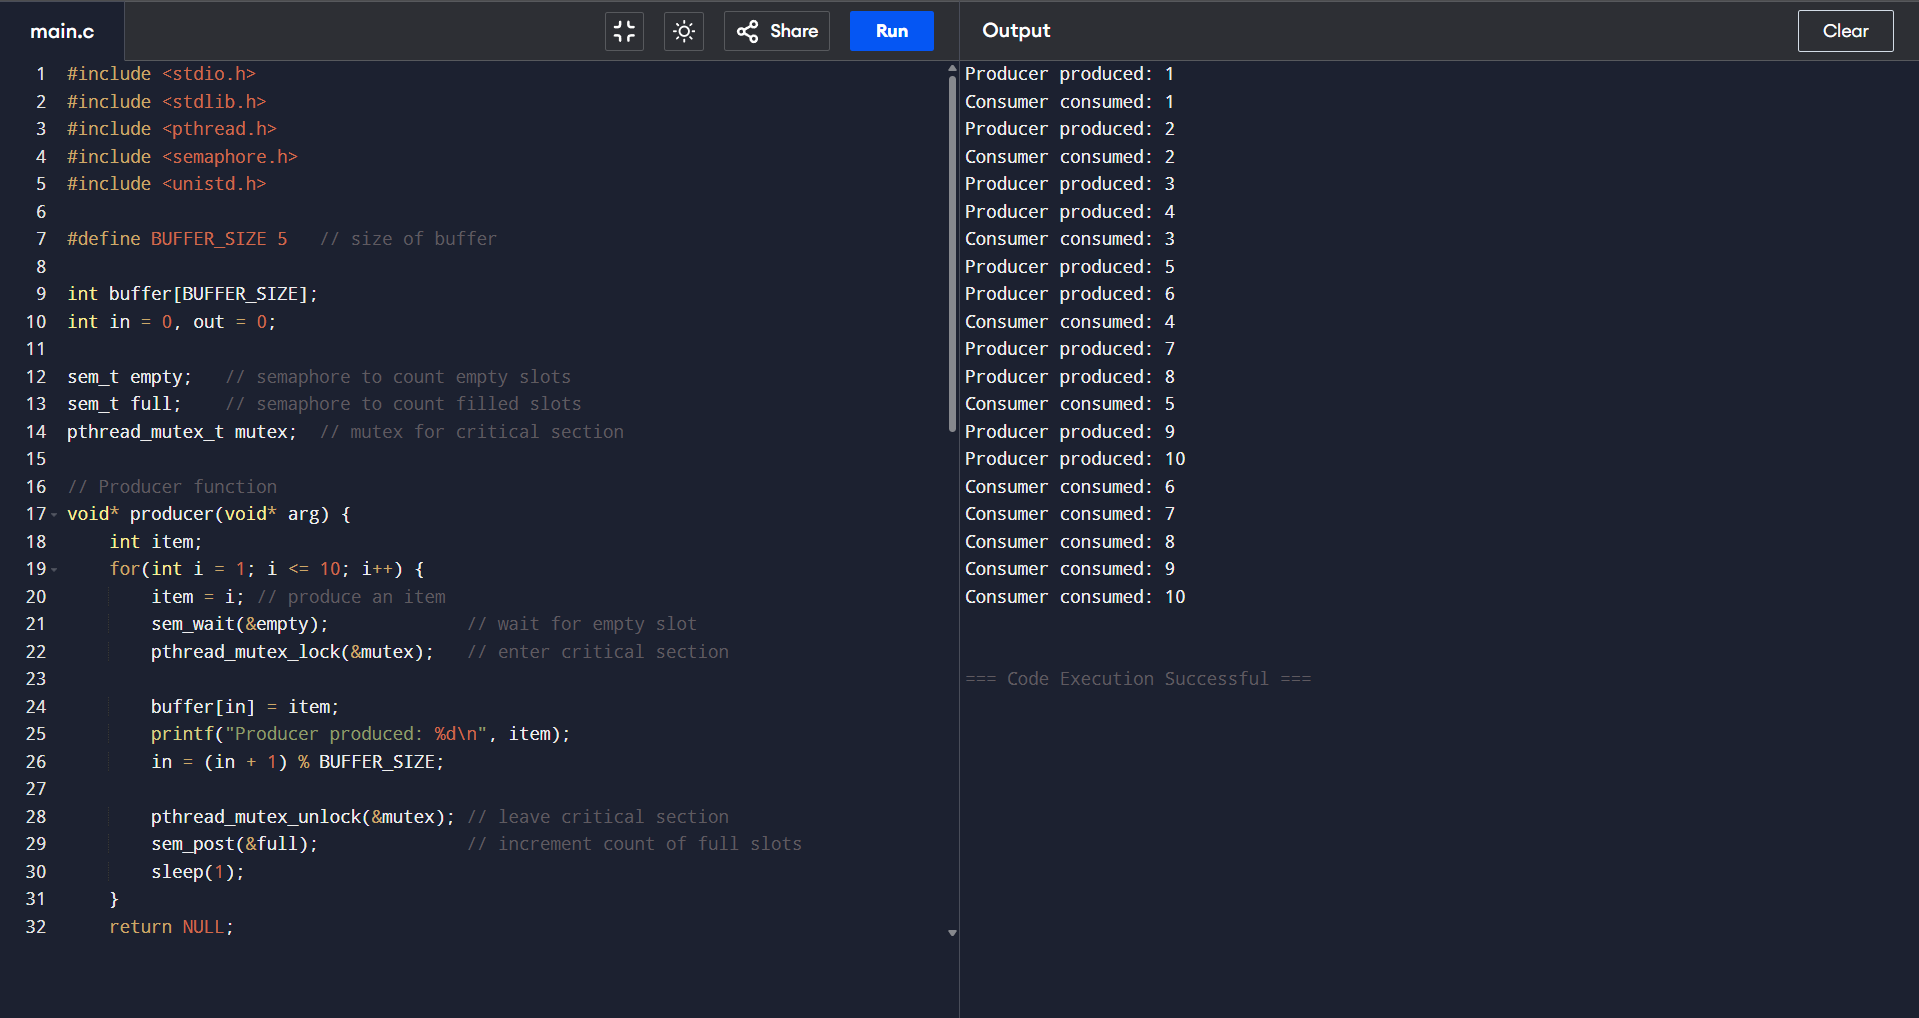 main.c
Share
Run
Output
Clear
1 #include <stdio.h>
2 #include <stdlib.h>
3 #include <pthread.h>
4 #include <semaphore.h>
5 #include <unistd.h>
6
7 #define BUFFER_SIZE 5   // size of buffer
8
9 int buffer[BUFFER_SIZE];
10 int in = 0, out = 0;
11
12 sem_t empty;   // semaphore to count empty slots
13 sem_t full;    // semaphore to count filled slots
14 pthread_mutex_t mutex;  // mutex for critical section
15
16 // Producer function
17 void* producer(void* arg) {
18     int item;
19     for(int i = 1; i <= 10; i++) {
20         item = i; // produce an item
21         sem_wait(&empty);             // wait for empty slot
22         pthread_mutex_lock(&mutex);   // enter critical section
23
24         buffer[in] = item;
25         printf("Producer produced: %d\n", item);
26         in = (in + 1) % BUFFER_SIZE;
27
28         pthread_mutex_unlock(&mutex); // leave critical section
29         sem_post(&full);              // increment count of full slots
30         sleep(1);
31     }
32     return NULL;
Producer produced: 1
Consumer consumed: 1
Producer produced: 2
Consumer consumed: 2
Producer produced: 3
Producer produced: 4
Consumer consumed: 3
Producer produced: 5
Producer produced: 6
Consumer consumed: 4
Producer produced: 7
Producer produced: 8
Consumer consumed: 5
Producer produced: 9
Producer produced: 10
Consumer consumed: 6
Consumer consumed: 7
Consumer consumed: 8
Consumer consumed: 9
Consumer consumed: 10
=== Code Execution Successful ===